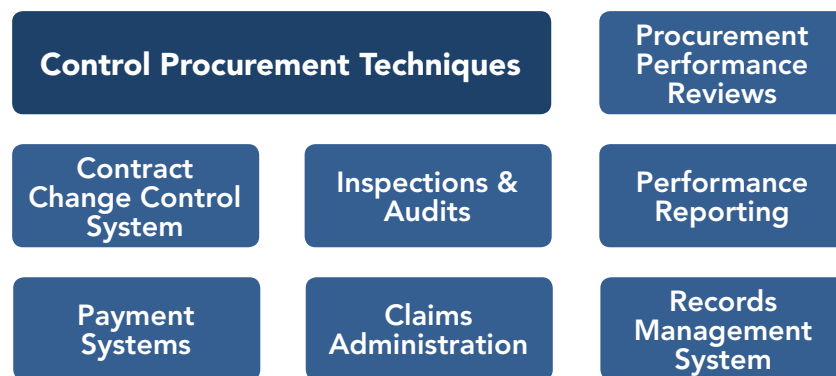 Control Procurement Techniques
Procurement
Performance
Reviews
Contract
Change Control
System
Inspections &
Audits
Performance
Reporting
Payment
Systems
Claims
Administration
Records
Management
System